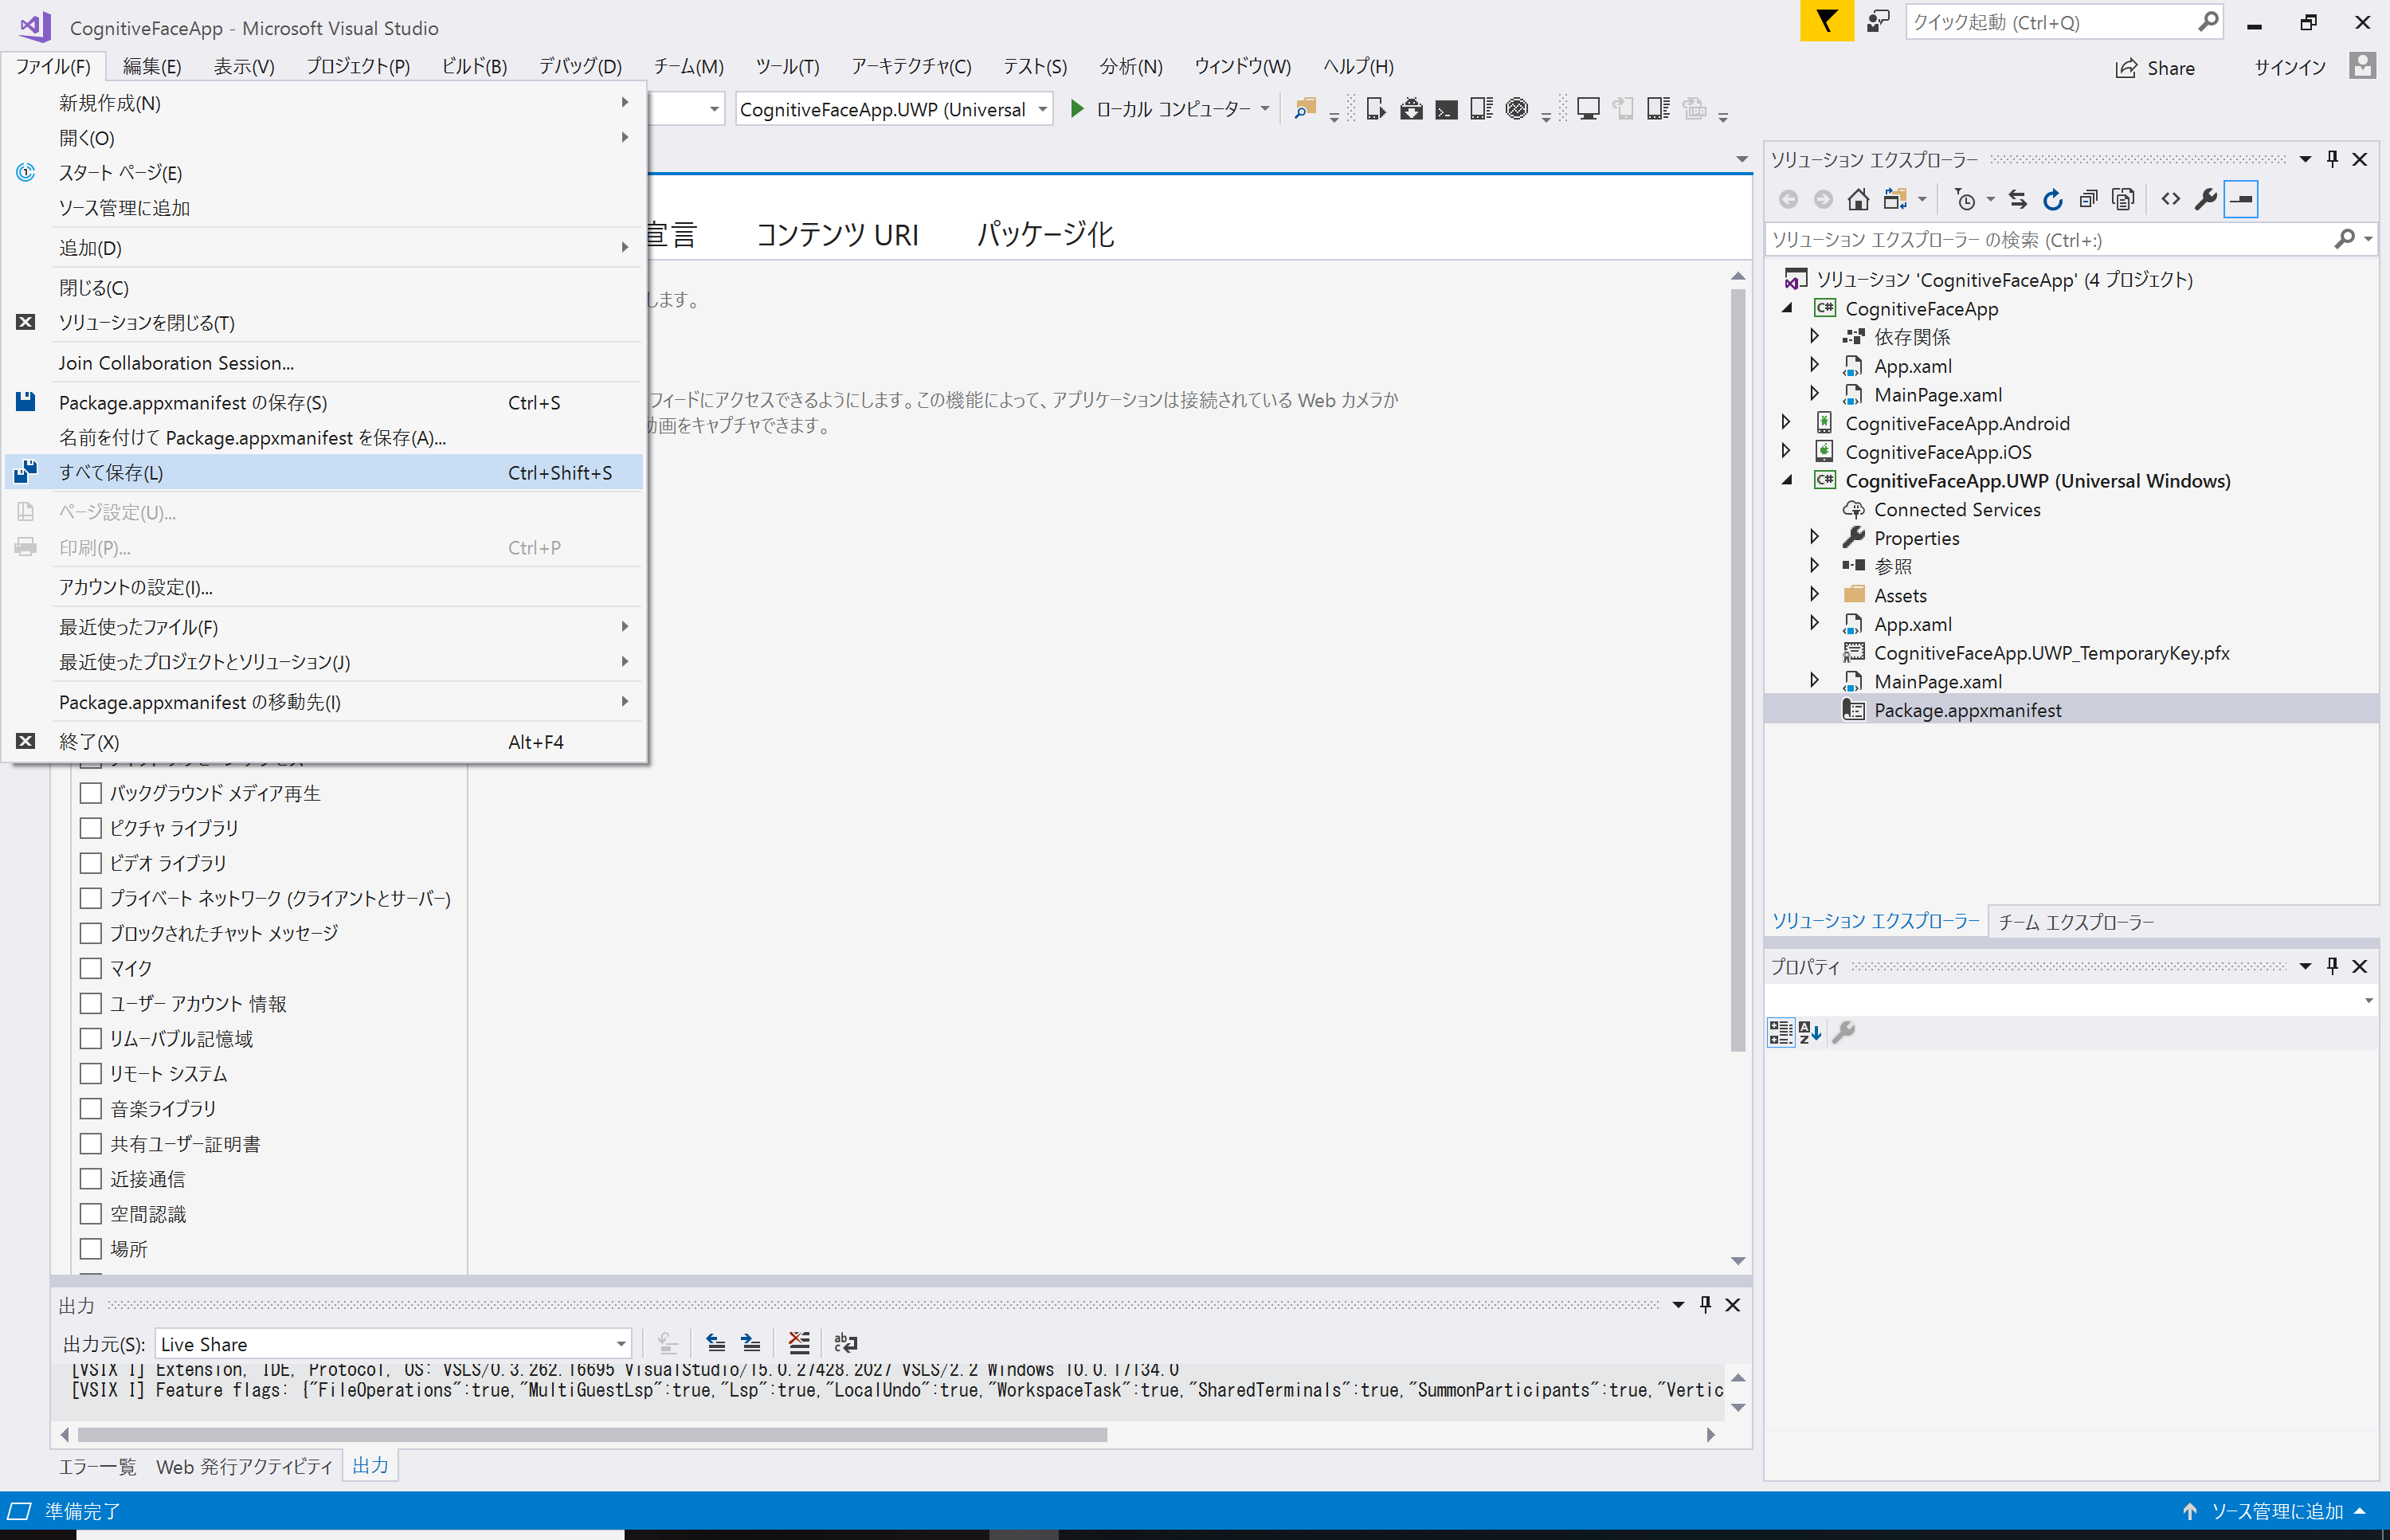 CognitiveFaceApp - Microsoft Visual Studio
クイック起動 (Ctrl+Q)
ファイル(F) 編集(E) 表示(V) プロジェクト(P) ビルド(B) デバッグ(D) チーム(M) ツール(T) アーキテクチャ(C) テスト(S) 分析(N) ウィンドウ(W) ヘルプ(H)
Share サインイン
CognitiveFaceApp.UWP (Universal ローカル コンピューター
新規作成(N)
開く(O)
スタート ページ(E)
ソース管理に追加
追加(D)
閉じる(C)
ソリューションを閉じる(T)
Join Collaboration Session...
Package.appxmanifest の保存(S) Ctrl+S
名前を付けて Package.appxmanifest を保存(A)...
すべて保存(L) Ctrl+Shift+S
ページ設定(U)...
印刷(P)... Ctrl+P
アカウントの設定(I)...
最近使ったファイル(F)
最近使ったプロジェクトとソリューション(J)
Package.appxmanifest の移動先(I)
終了(X) Alt+F4
宣言 コンテンツ URI パッケージ化
します。
フィードにアクセスできるようにします。この機能によって、アプリケーションは接続されている Web カメラか
動画をキャプチャできます。
バックグラウンド メディア再生
ピクチャ ライブラリ
ビデオ ライブラリ
プライベート ネットワーク (クライアントとサーバー)
ブロックされたチャット メッセージ
マイク
ユーザー アカウント 情報
リムーバブル記憶域
リモート システム
音楽ライブラリ
共有ユーザー証明書
近接通信
空間認識
場所
出力
出力元(S): Live Share
[VSIX I] Extension, IDE, Protocol, OS: VSLS/0.3.262.16695 VisualStudio/15.0.27428.2027 VSLS/2.2 Windows 10.0.17134.0
[VSIX I] Feature flags: {"FileOperations":true,"MultiGuestLsp":true,"Lsp":true,"LocalUndo":true,"WorkspaceTask":true,"SharedTerminals":true,"SummonParticipants":true,"Vertic
エラー一覧 Web 発行アクティビティ 出力
ソリューション エクスプローラー
ソリューション エクスプローラー の検索 (Ctrl+:)
ソリューション 'CognitiveFaceApp' (4 プロジェクト)
C# CognitiveFaceApp
依存関係
App.xaml
MainPage.xaml
CognitiveFaceApp.Android
CognitiveFaceApp.iOS
C# CognitiveFaceApp.UWP (Universal Windows)
Connected Services
Properties
参照
Assets
App.xaml
CognitiveFaceApp.UWP_TemporaryKey.pfx
MainPage.xaml
Package.appxmanifest
ソリューション エクスプローラー チーム エクスプローラー
プロパティ
準備完了 ソース管理に追加